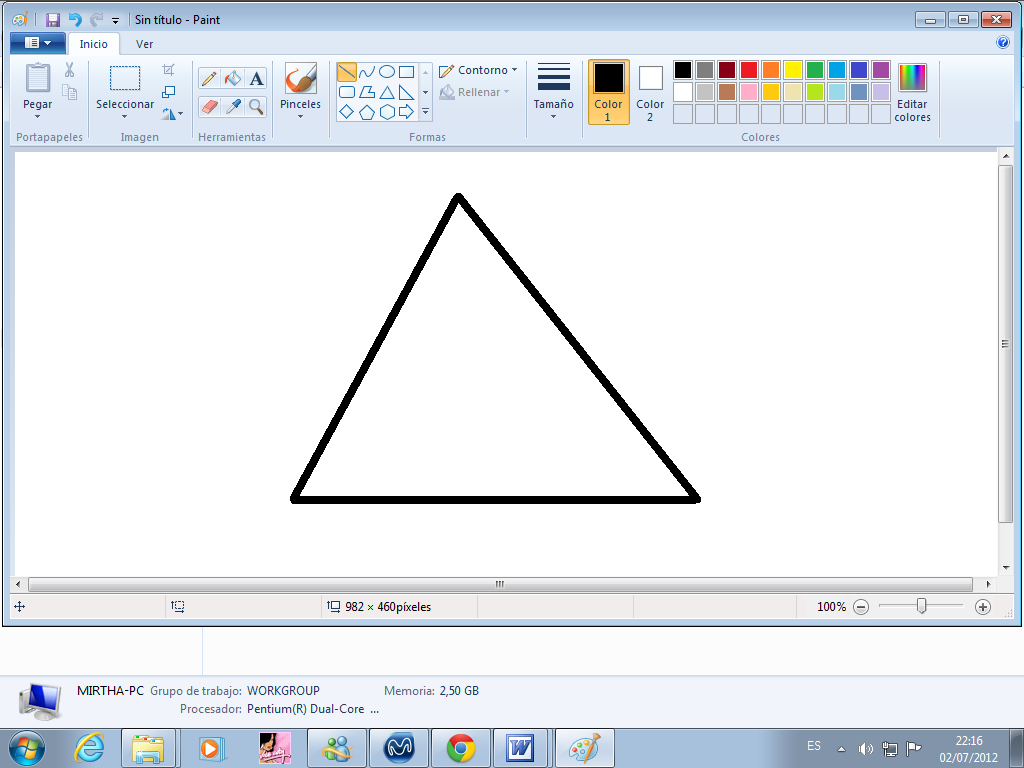 Sin título - Paint
Inicio Ver
Pegar
Portapapeles
Seleccionar
Imagen
A
Herramientas
Pinceles
Contorno
Rellenar
Formas
Tamaño
Color 1
Color 2
Editar colores
Colores
982 × 460píxeles
100%
MIRTHA-PC Grupo de trabajo: WORKGROUP Memoria: 2,50 GB
Procesador: Pentium(R) Dual-Core ...
W
ES
22:16
02/07/2012